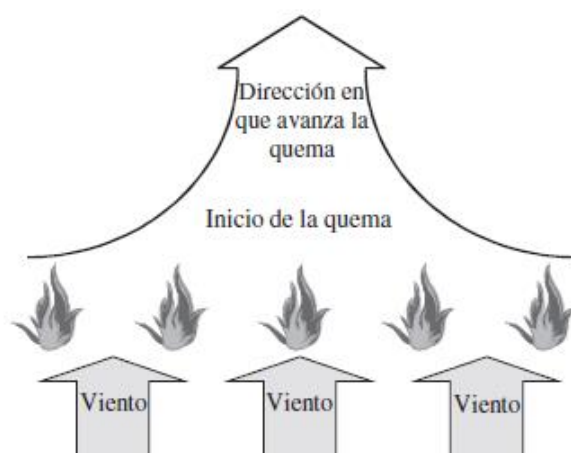 Dirección en
que avanza la
quema
Inicio de la quema
Viento
Viento
Viento